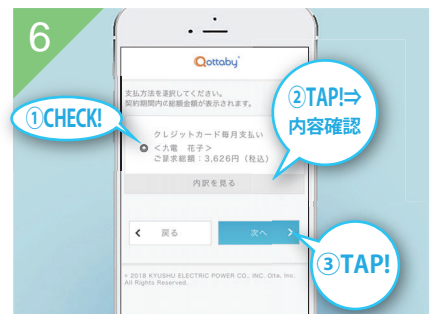 6
Qottaby
支払方法を選択してください。
契約期間内の総額金額が表示されます。
①CHECK!
②TAP!⇒
内容確認
クレジットカード毎月支払い
＜九電 花子＞
ご請求総額：3,626円（税込）
内訳を見る
戻る
次へ
③TAP!
© 2018 KYUSHU ELECTRIC POWER CO., INC. Otta, Inc.
All Rights Reserved.